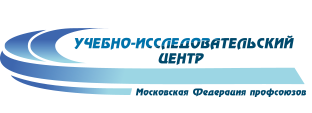 УЧЕБНО-ИССЛЕДОВАТЕЛЬСКИЙ
ЦЕНТР
Московская Федерация профсоюзов